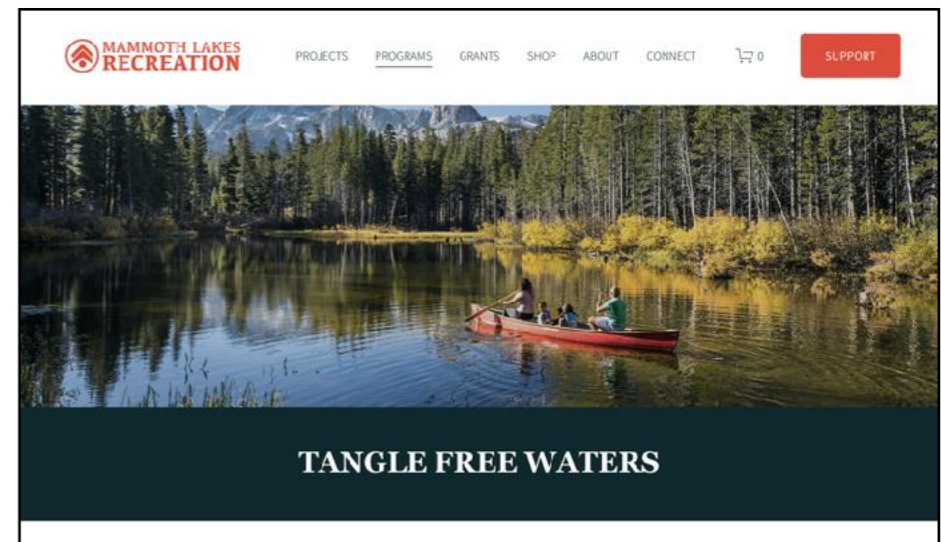 MAMMOTH LAKES
RECREATION
PROJECTS PROGRAMS GRANTS SHOP ABOUT CONNECT 0 SUPPORT
TANGLE FREE WATERS